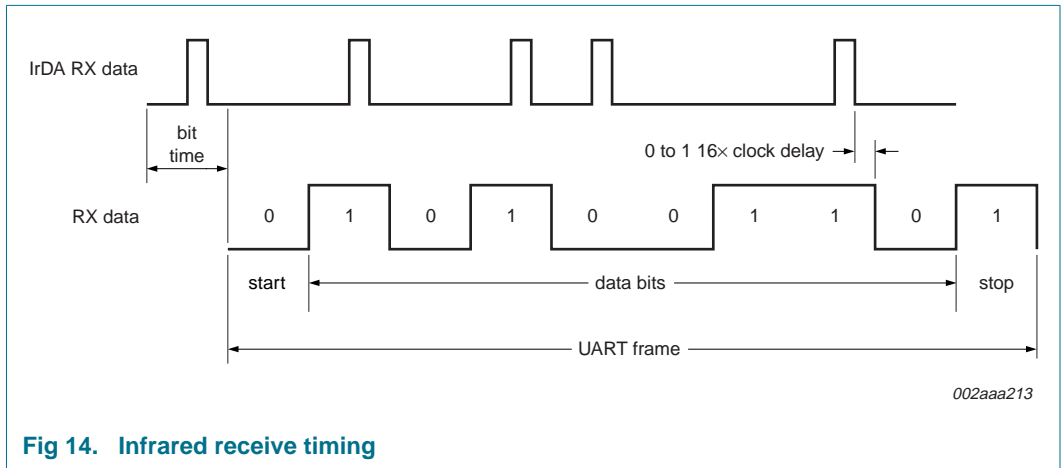 IrDA RX data
bit
time
0 to 1 16× clock delay
RX data
0 1 0 1 0 0 1 1 0 1
start data bits stop
UART frame
002aaa213
Fig 14. Infrared receive timing